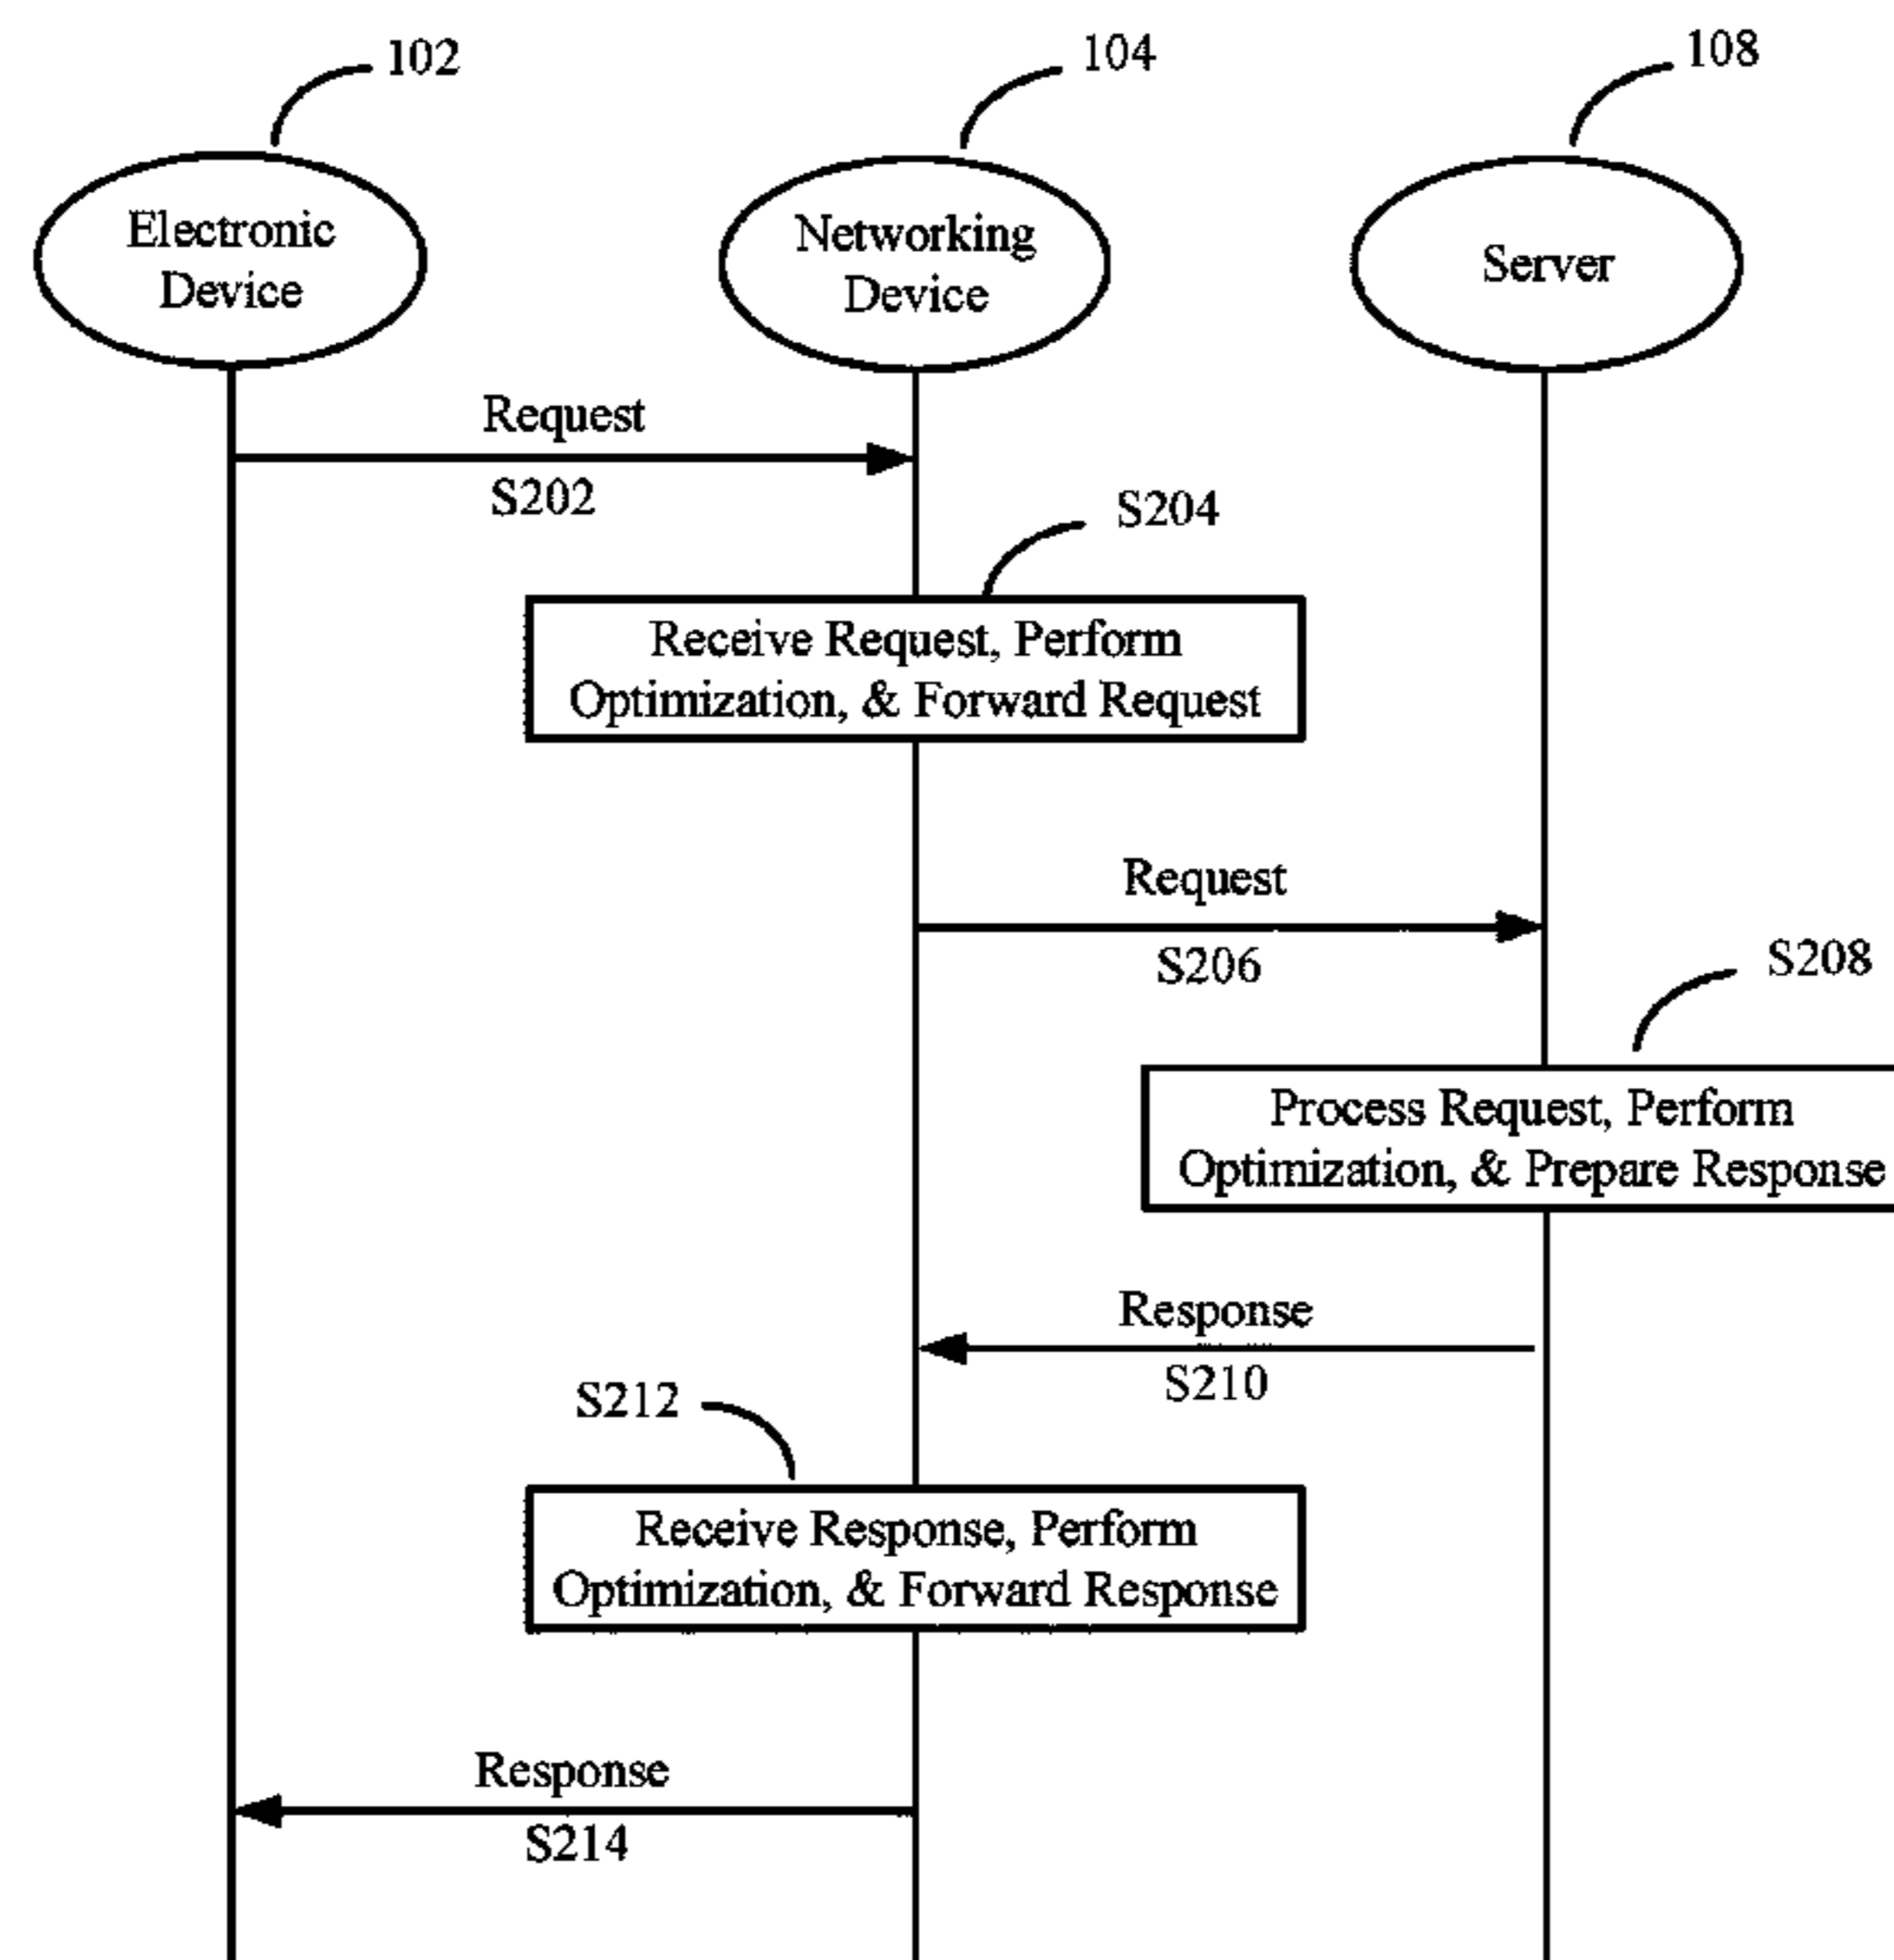 102
104
108
Electronic
Device
Networking
Device
Server
Request
S202
S204
Receive Request, Perform
Optimization, & Forward Request
Request
S206
S208
Process Request, Perform
Optimization, & Prepare Response
Response
S210
S212
Receive Response, Perform
Optimization, & Forward Response
Response
S214